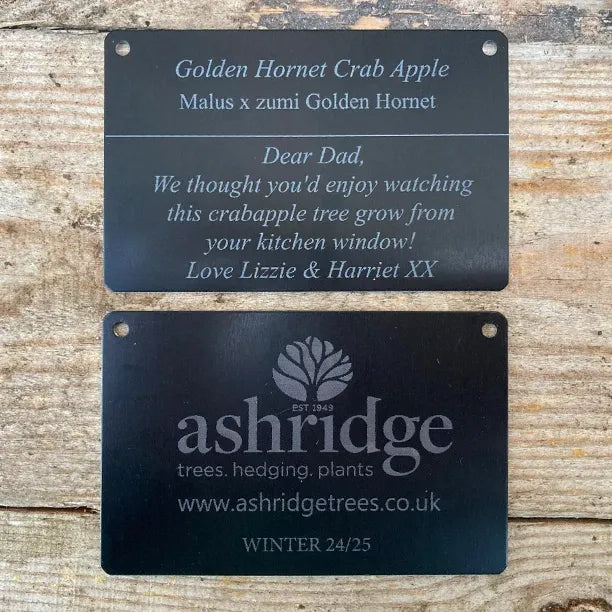 Golden Hornet Crab Apple
Malus x zumi Golden Hornet
Dear Dad,
We thought you'd enjoy watching
this crabapple tree grow from
your kitchen window!
Love Lizzie & Harriet XX
EST 1949
ashridge
trees. hedging. plants
www.ashridgetrees.co.uk
WINTER 24/25